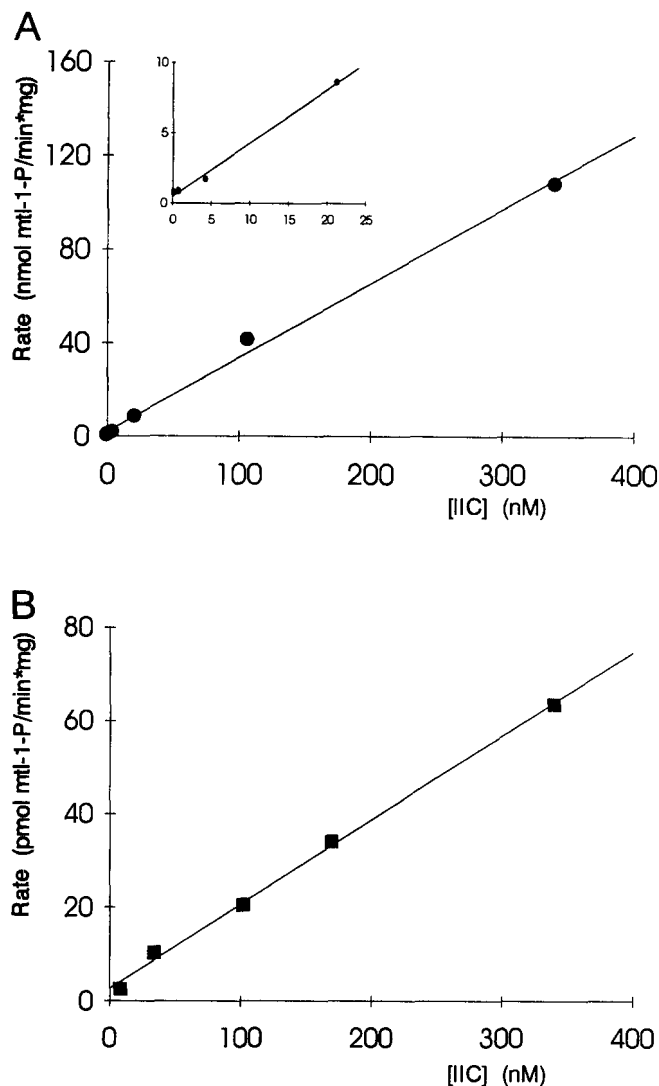 A
160
120
80
40
0
Rate (nmol mtl-1-P/min*mg)
10
5
0
0 5 10 15 20 25
0 100 200 300 400
[IIC] (nM)
B
80
60
40
20
0
Rate (pmol mtl-1-P/min*mg)
0 100 200 300 400
[IIC] (nM)